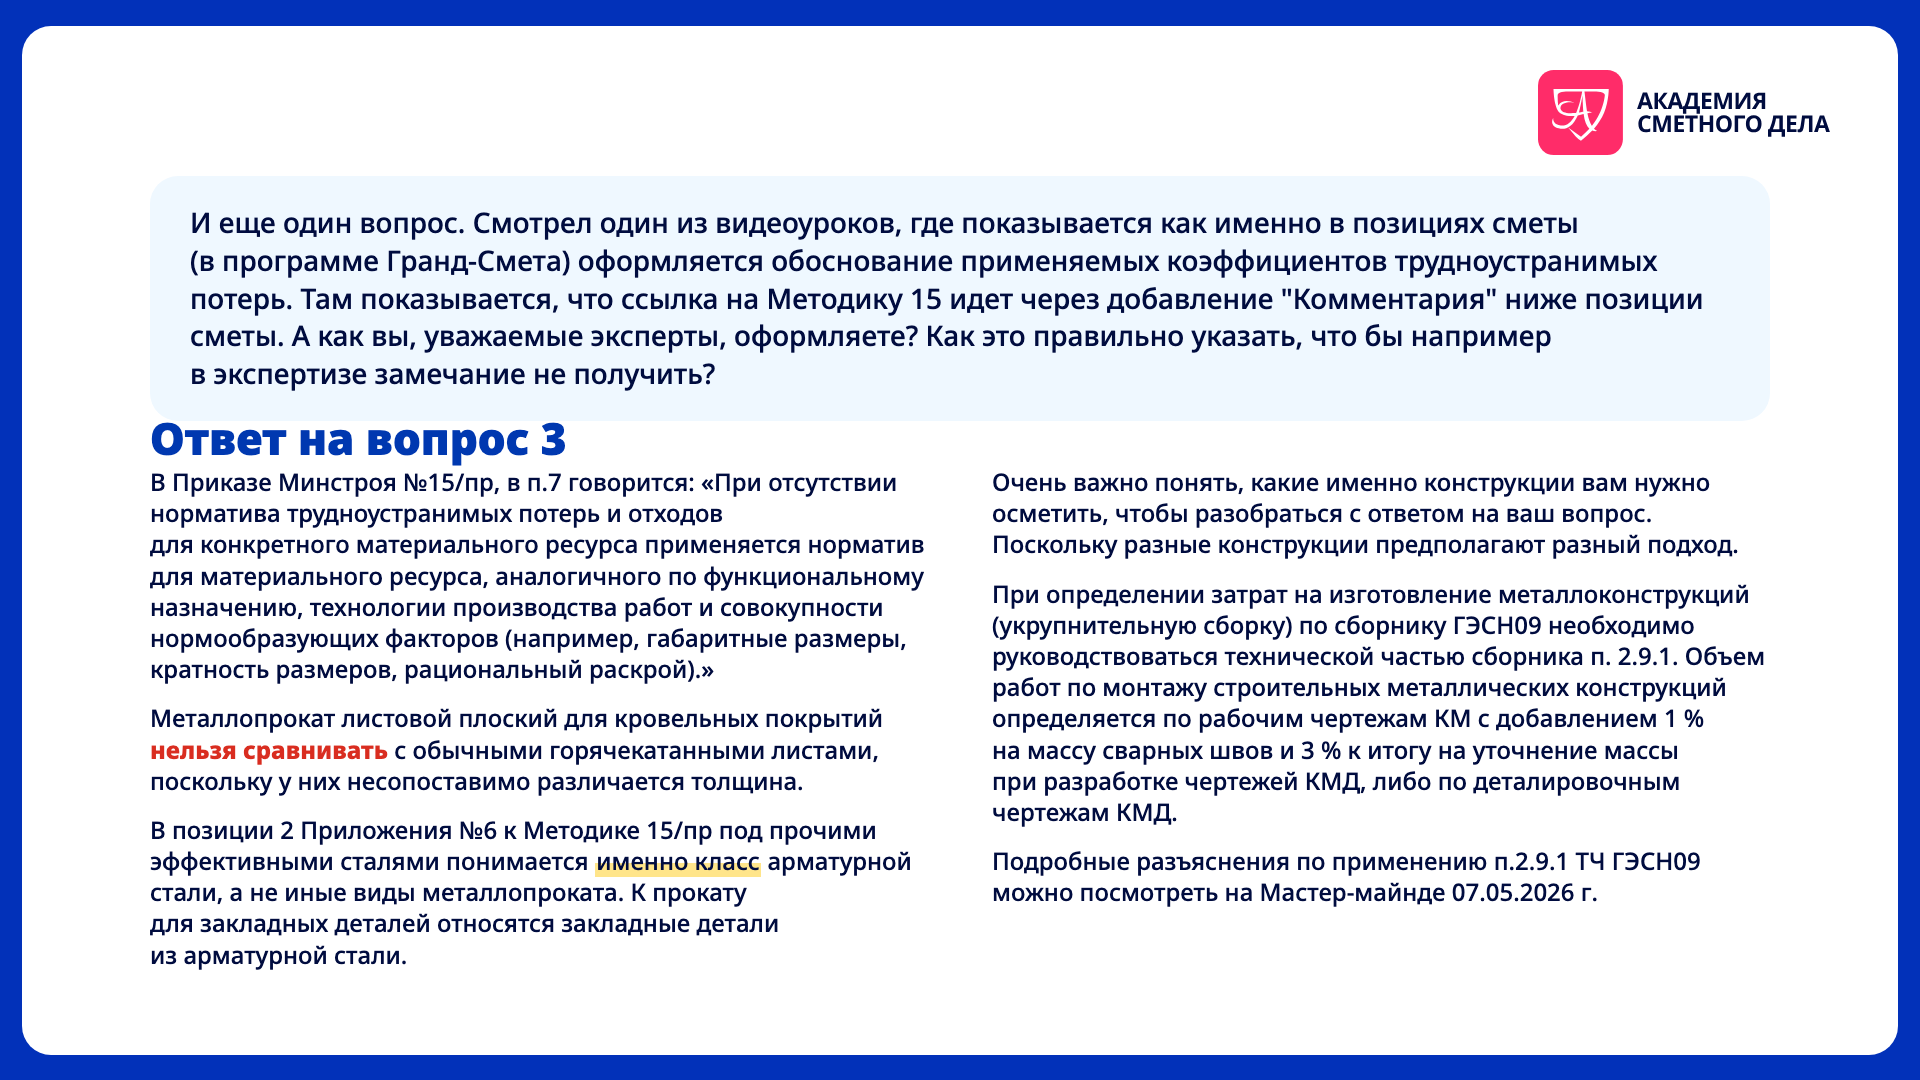 АКАДЕМИЯ
СМЕТНОГО ДЕЛА
И еще один вопрос. Смотрел один из видеоуроков, где показывается как именно в позициях сметы
(в программе Гранд-Смета) оформляется обоснование применяемых коэффициентов трудноустранимых
потерь. Там показывается, что ссылка на Методику 15 идет через добавление "Комментария" ниже позиции
сметы. А как вы, уважаемые эксперты, оформляете? Как это правильно указать, что бы например
в экспертизе замечание не получить?
Ответ на вопрос 3
В Приказе Минстроя №15/пр, в п.7 говорится: «При отсутствии
норматива трудноустранимых потерь и отходов
для конкретного материального ресурса применяется норматив
для материального ресурса, аналогичного по функциональному
назначению, технологии производства работ и совокупности
нормообразующих факторов (например, габаритные размеры,
кратность размеров, рациональный раскрой).»
Металлопрокат листовой плоский для кровельных покрытий
нельзя сравнивать с обычными горячекатанными листами,
поскольку у них несопоставимо различается толщина.
В позиции 2 Приложения №6 к Методике 15/пр под прочими
эффективными сталями понимается именно класс арматурной
стали, а не иные виды металлопроката. К прокату
для закладных деталей относятся закладные детали
из арматурной стали.
Очень важно понять, какие именно конструкции вам нужно
осметить, чтобы разобраться с ответом на ваш вопрос.
Поскольку разные конструкции предполагают разный подход.
При определении затрат на изготовление металлоконструкций
(укрупнительную сборку) по сборнику ГЭСН09 необходимо
руководствоваться технической частью сборника п. 2.9.1. Объем
работ по монтажу строительных металлических конструкций
определяется по рабочим чертежам КМ с добавлением 1 %
на массу сварных швов и 3 % к итогу на уточнение массы
при разработке чертежей КМД, либо по деталировочным
чертежам КМД.
Подробные разъяснения по применению п.2.9.1 ТЧ ГЭСН09
можно посмотреть на Мастер-майнде 07.05.2026 г.